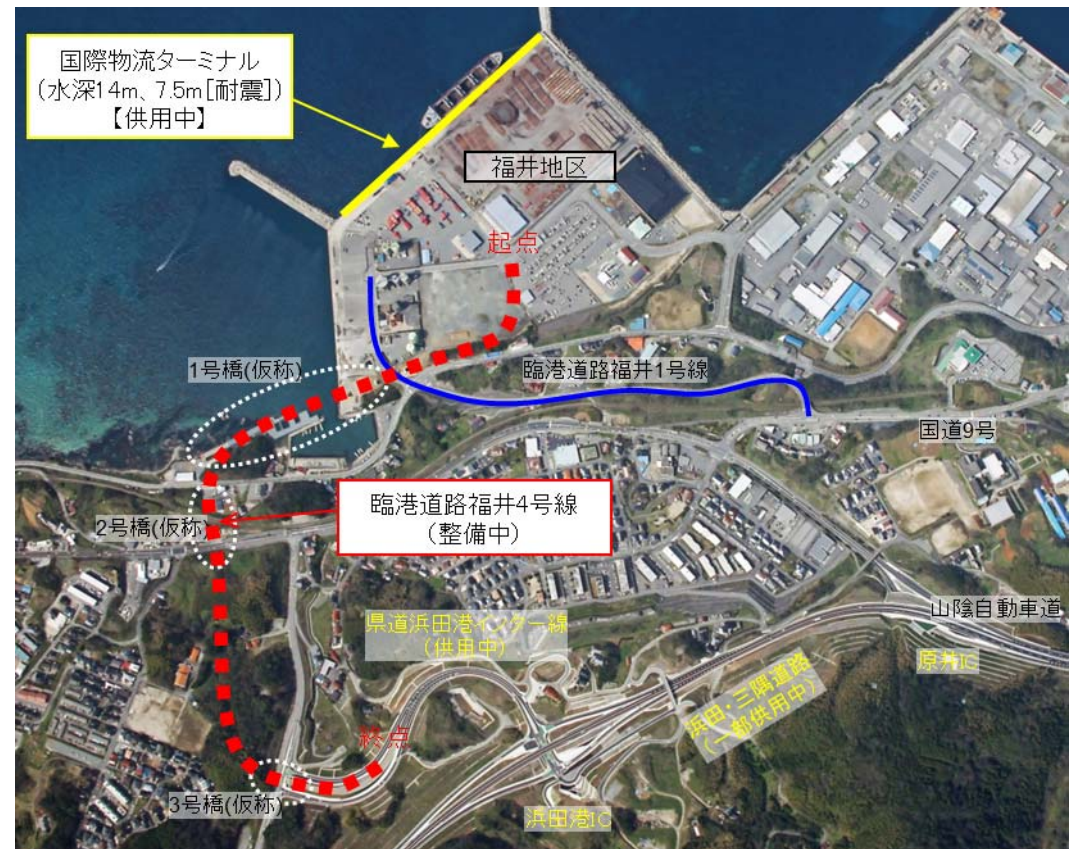 国際物流ターミナル
(水深14m、7.5m[耐震])
【供用中】
福井地区
起点
1号橋(仮称)
臨港道路福井1号線
国道9号
臨港道路福井4号線
(整備中)
2号橋(仮称)
県道浜田港インター線
(供用中)
山陰自動車道
原井IC
浜田・三隅道路
(一部供用中)
終点
3号橋(仮称)
浜田港IC